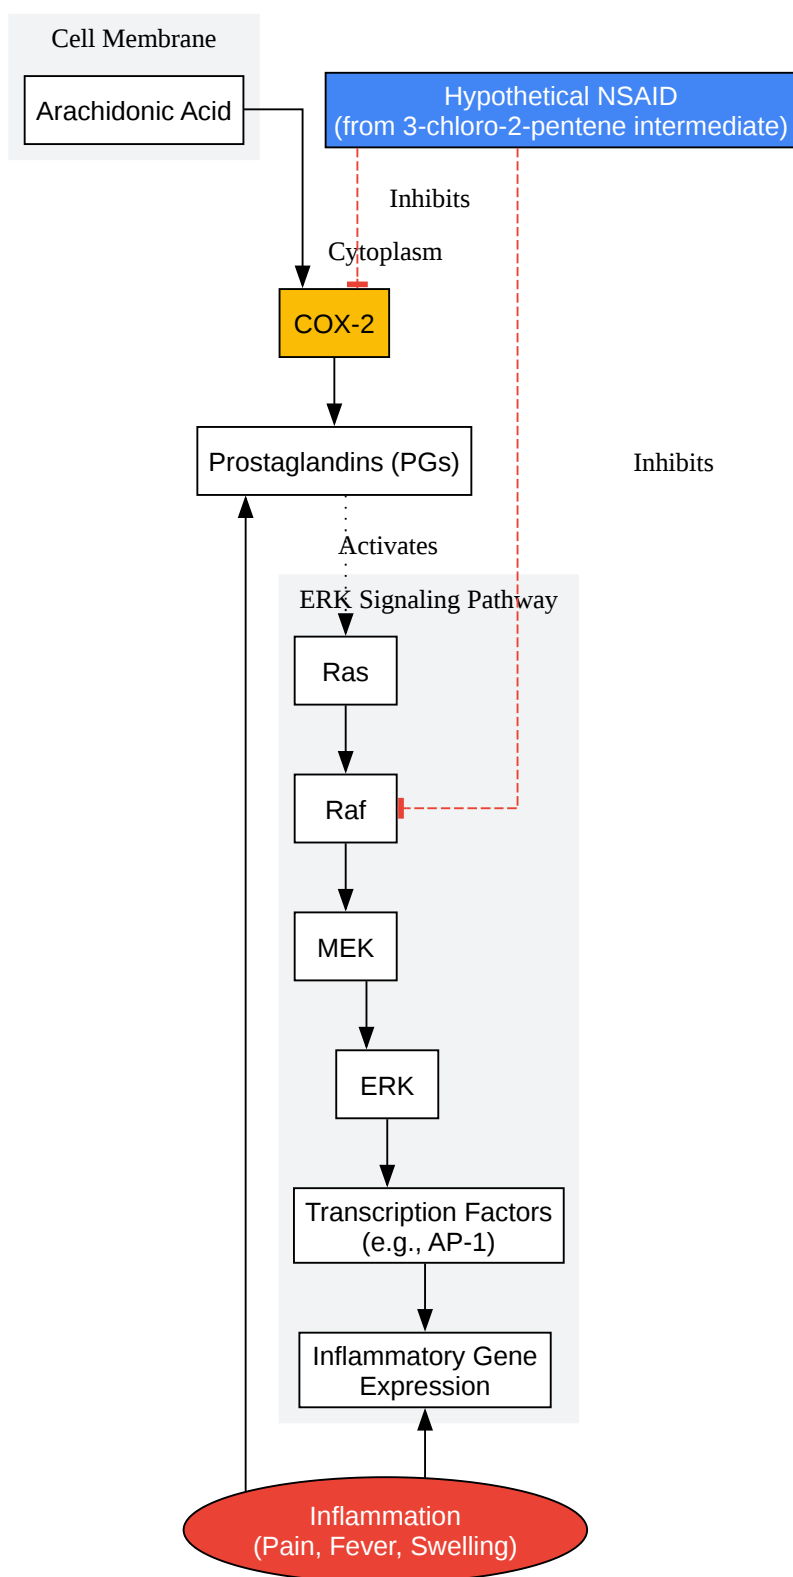 Cell Membrane
Arachidonic Acid
Hypothetical NSAID
(from 3-chloro-2-pentene intermediate)
Inhibits
Cytoplasm
COX-2
Prostaglandins (PGs)
Inhibits
Activates
ERK Signaling Pathway
Ras
Raf
MEK
ERK
Transcription Factors
(e.g., AP-1)
Inflammatory Gene
Expression
Inflammation
(Pain, Fever, Swelling)